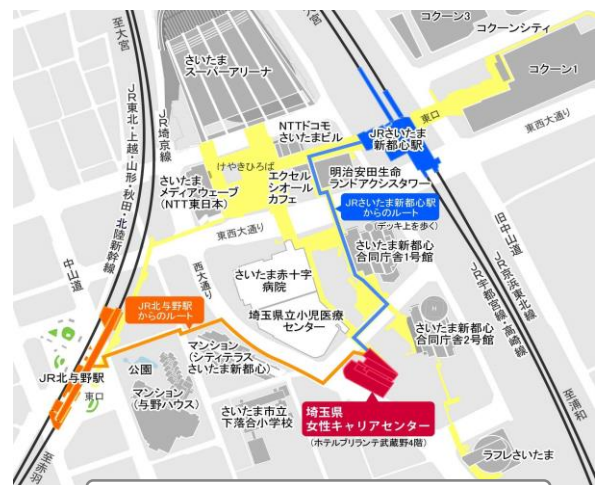 至大宮
コクーン3
コクーンシティ
コクーン1
さいたま
スーパーアリーナ
JR埼京線
JR東北・上越・山形・秋田・北陸新幹線
NTTドコモ
さいたまビル
JRさいたま
新都心駅
東口
東西大通り
けやきひろば
さいたま
メディアウェーブ
(NTT東日本)
エクセル
シオール
カフェ
明治安田生命
ランドアクシスタワー
JRさいたま新都心駅
からのルート
(デッキ上を歩く)
旧中山道
東西大通り
中山道
西大通り
さいたま赤十字
病院
さいたま新都心
合同庁舎1号館
JR京浜東北線
JR宇都宮線・高崎線
JR北与野駅
からのルート
埼玉県立小児医療
センター
さいたま新都心
合同庁舎2号館
JR北与野駅
東口
公園
マンション
(シティテラス
さいたま新都心)
マンション
(与野ハウス)
さいたま市立
下落合小学校
埼玉県
女性キャリアセンター
(ホテルブリランテ武蔵野4階)
至浦和
至赤羽
ラフレさいたま